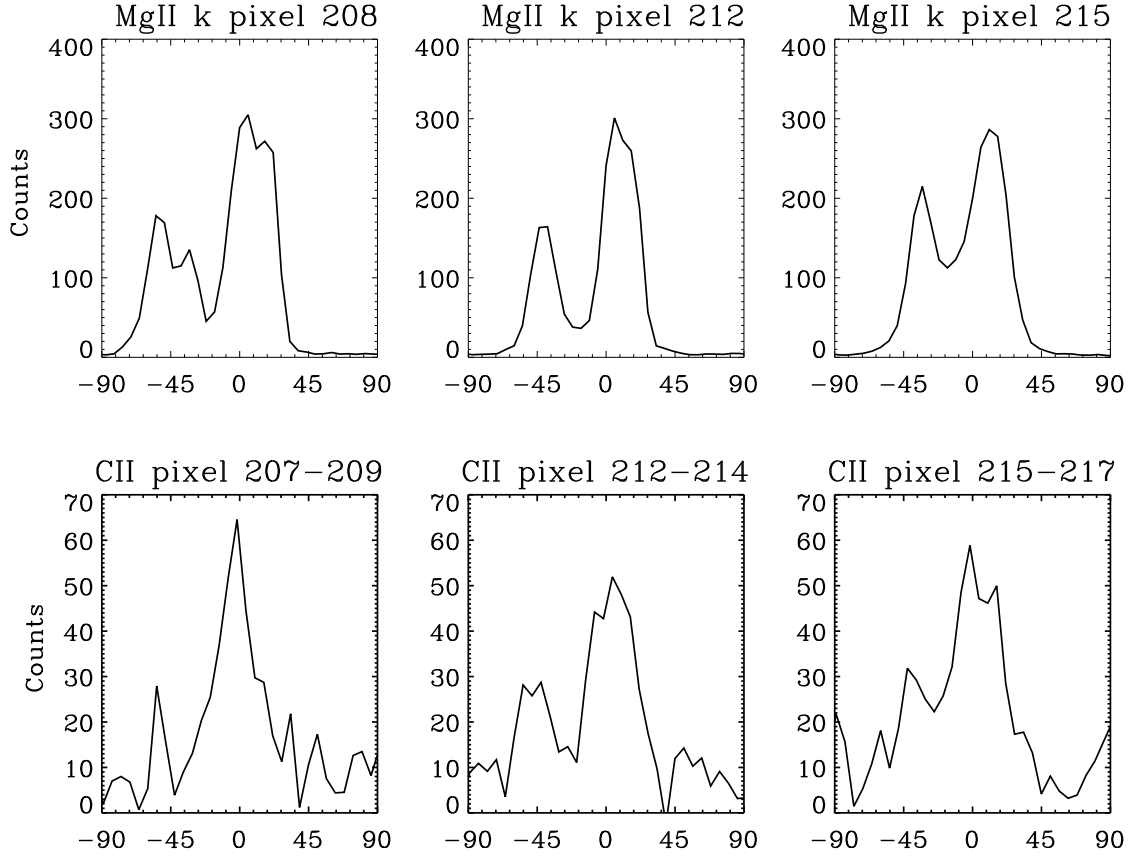 MgII k pixel 208
MgII k pixel 212
MgII k pixel 215
Counts
400
300
200
100
0
−90 −45 0 45 90
400
300
200
100
0
−90 −45 0 45 90
400
300
200
100
0
−90 −45 0 45 90
CII pixel 207−209
CII pixel 212−214
CII pixel 215−217
Counts
70
60
50
40
30
20
10
0
−90 −45 0 45 90
70
60
50
40
30
20
10
0
−90 −45 0 45 90
70
60
50
40
30
20
10
0
−90 −45 0 45 90